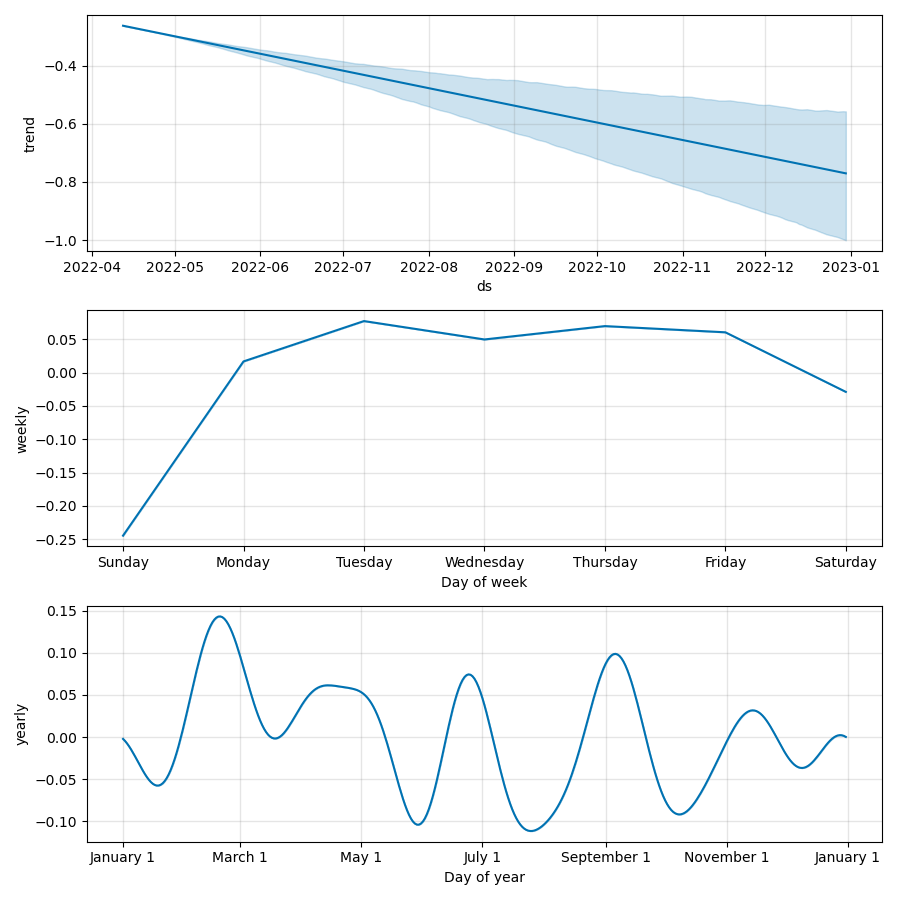 trend
−0.4
−0.6
−0.8
−1.0
2022-04 2022-05 2022-06 2022-07 2022-08 2022-09 2022-10 2022-11 2022-12 2023-01
ds
weekly
0.05
0.00
−0.05
−0.10
−0.15
−0.20
−0.25
Sunday Monday Tuesday Wednesday Thursday Friday Saturday
Day of week
yearly
0.15
0.10
0.05
0.00
−0.05
−0.10
January 1 March 1 May 1 July 1 September 1 November 1 January 1
Day of year